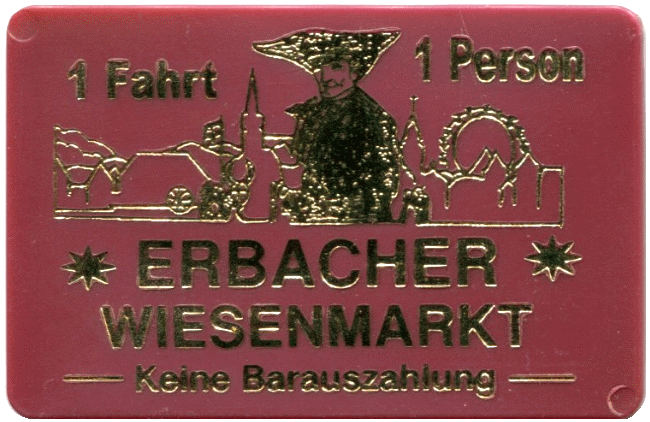 1 Fahrt 1 Person
ERBACHER
WIESENMARKT
Keine Barauszahlung